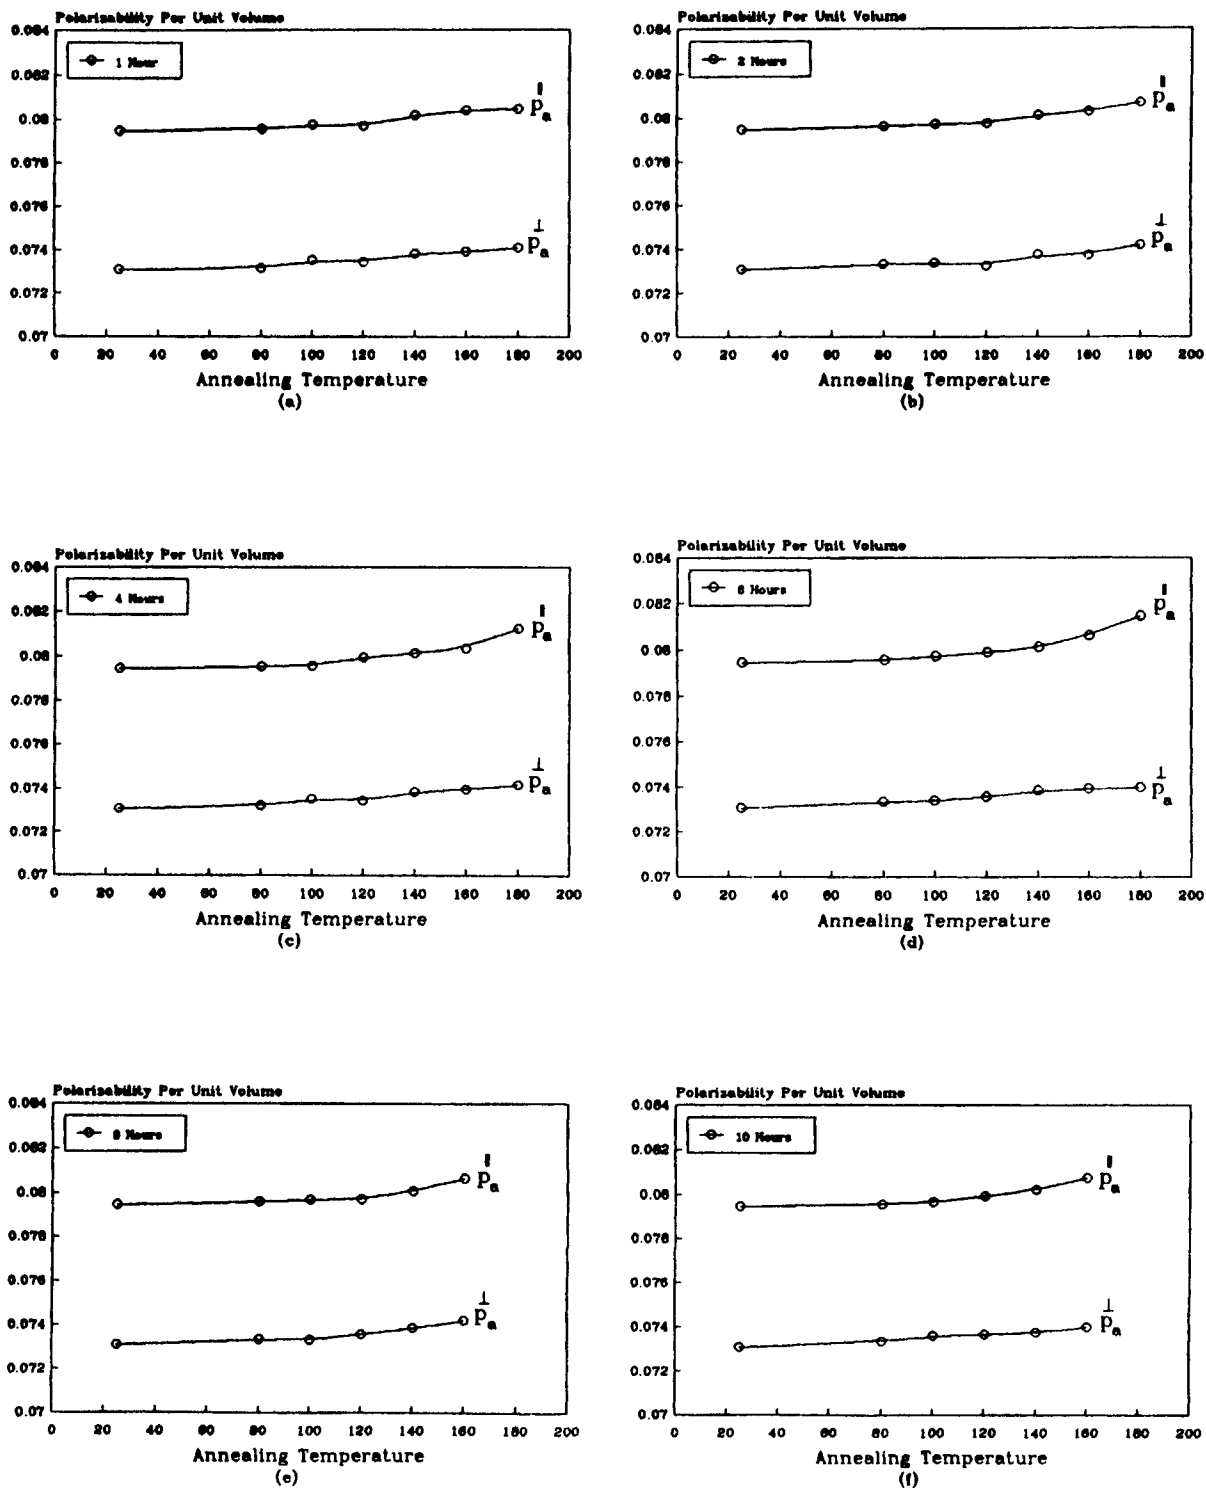 Polarizability Per Unit Volume
0.084
0.082
0.08
0.078
0.076
0.074
0.072
0.07
1 Hour
p_a^∥
p_a^⊥
0 20 40 60 80 100 120 140 160 180 200
Annealing Temperature
(a)
Polarizability Per Unit Volume
0.084
0.082
0.08
0.078
0.076
0.074
0.072
0.07
2 Hours
p_a^∥
p_a^⊥
0 20 40 60 80 100 120 140 160 180 200
Annealing Temperature
(b)
Polarizability Per Unit Volume
0.084
0.082
0.08
0.078
0.076
0.074
0.072
0.07
4 Hours
p_a^∥
p_a^⊥
0 20 40 60 80 100 120 140 160 180 200
Annealing Temperature
(c)
Polarizability Per Unit Volume
0.084
0.082
0.08
0.078
0.076
0.074
0.072
0.07
6 Hours
p_a^∥
p_a^⊥
0 20 40 60 80 100 120 140 160 180 200
Annealing Temperature
(d)
Polarizability Per Unit Volume
0.084
0.082
0.08
0.078
0.076
0.074
0.072
0.07
8 Hours
p_a^∥
p_a^⊥
0 20 40 60 80 100 120 140 160 180 200
Annealing Temperature
(e)
Polarizability Per Unit Volume
0.084
0.082
0.08
0.078
0.076
0.074
0.072
0.07
10 Hours
p_a^∥
p_a^⊥
0 20 40 60 80 100 120 140 160 180 200
Annealing Temperature
(f)